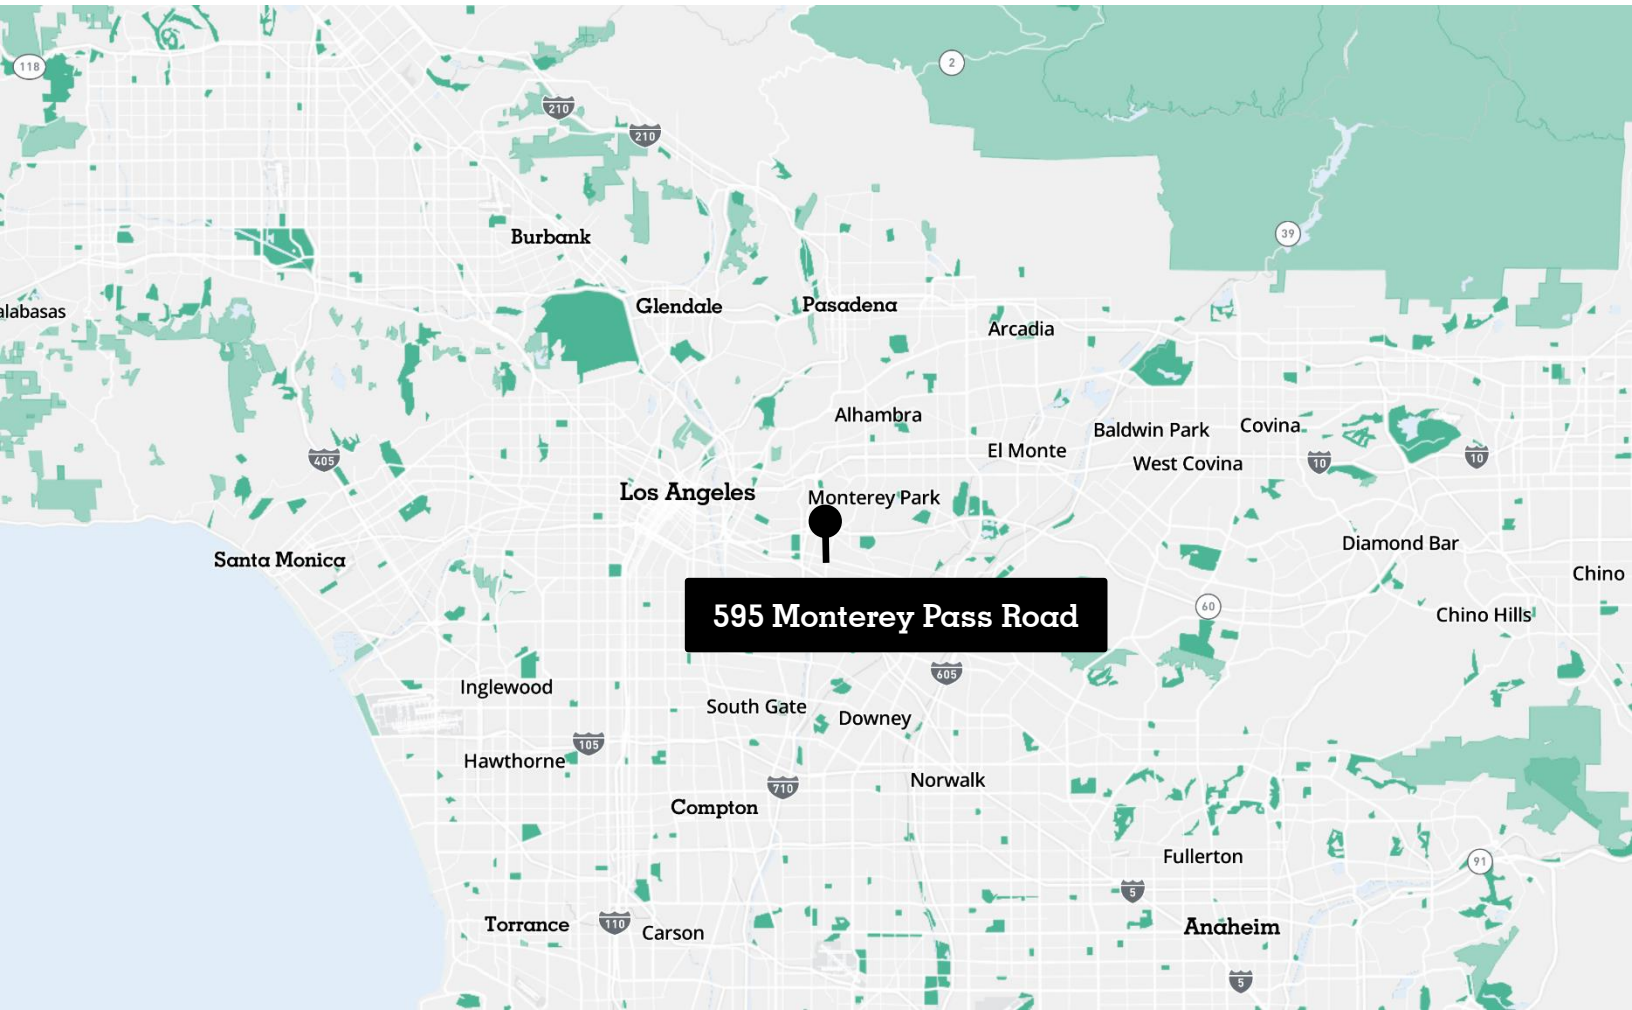 118
2
210
210
39
Burbank
Glendale
Pasadena
alabasas
Arcadia
Alhambra
Baldwin Park
Covina
El Monte
West Covina
405
10
10
Los Angeles
Monterey Park
Diamond Bar
Santa Monica
Chino
595 Monterey Pass Road
60
Chino Hills
605
Inglewood
South Gate
Downey
105
Hawthorne
710
Norwalk
Compton
Fullerton
91
5
Torrance
110
Carson
Anaheim
5